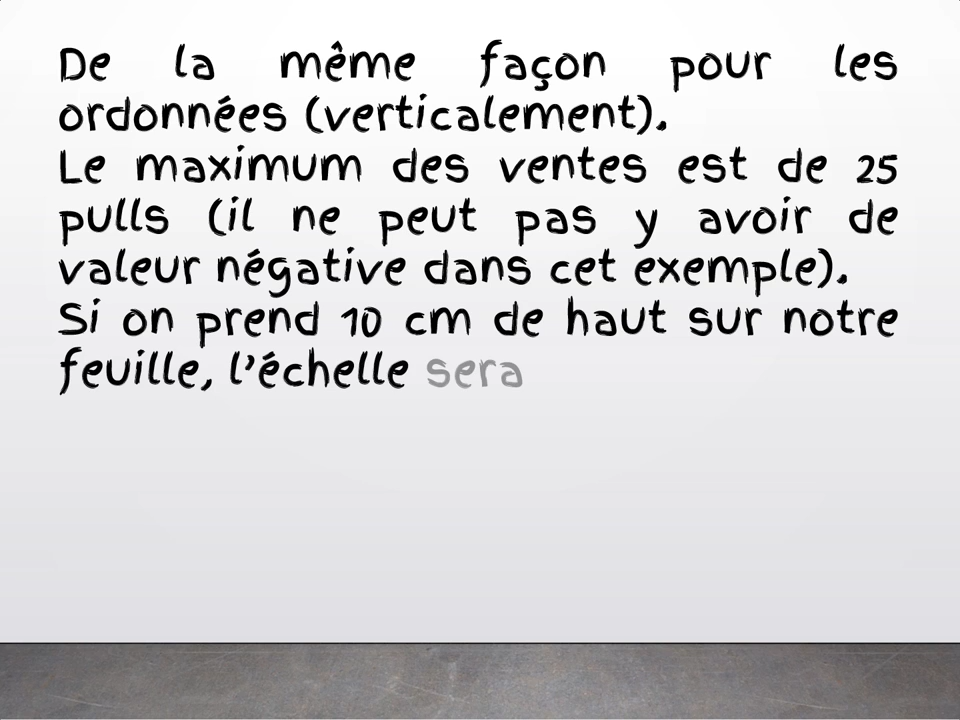 De la même façon pour les
ordonnées (verticalement).
Le maximum des ventes est de 25
pulls (il ne peut pas y avoir de
valeur négative dans cet exemple).
Si on prend 10 cm de haut sur notre
feuille, l'échelle sera